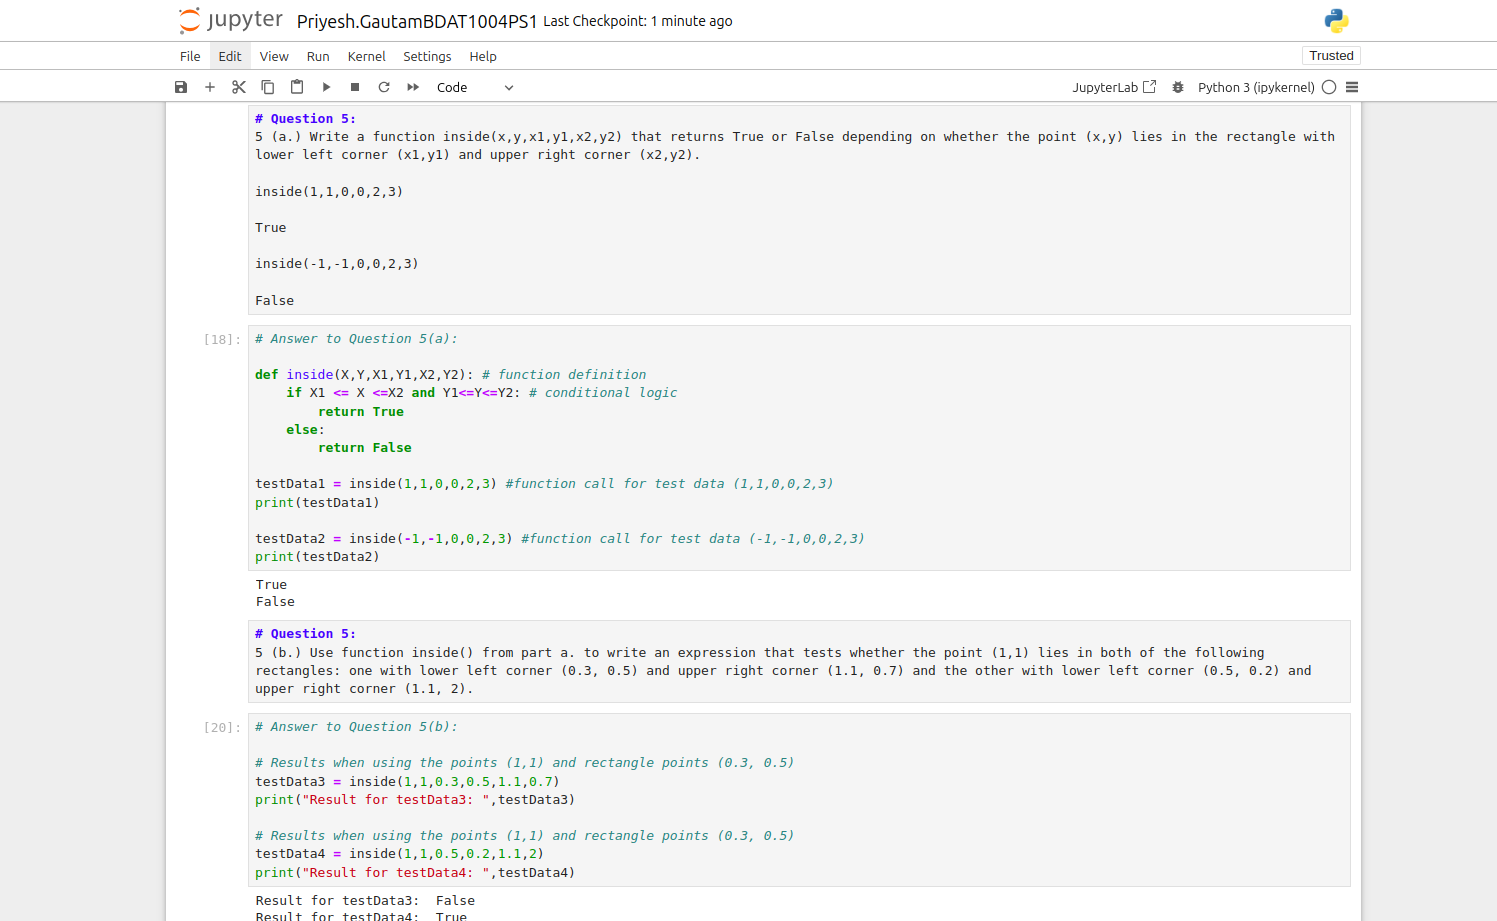 jupyter Priyesh.GautamBDAT1004PS1 Last Checkpoint: 1 minute ago
File Edit View Run Kernel Settings Help Trusted
Code JupyterLab Python 3 (ipykernel)
# Question 5:
5 (a.) Write a function inside(x,y,x1,y1,x2,y2) that returns True or False depending on whether the point (x,y) lies in the rectangle with
lower left corner (x1,y1) and upper right corner (x2,y2).
inside(1,1,0,0,2,3)
True
inside(-1,-1,0,0,2,3)
False
[18]: # Answer to Question 5(a):
def inside(X,Y,X1,Y1,X2,Y2): # function definition
if X1 <= X <=X2 and Y1<=Y<=Y2: # conditional logic
return True
else:
return False
testData1 = inside(1,1,0,0,2,3) #function call for test data (1,1,0,0,2,3)
print(testData1)
testData2 = inside(-1,-1,0,0,2,3) #function call for test data (-1,-1,0,0,2,3)
print(testData2)
True
False
# Question 5:
5 (b.) Use function inside() from part a. to write an expression that tests whether the point (1,1) lies in both of the following
rectangles: one with lower left corner (0.3, 0.5) and upper right corner (1.1, 0.7) and the other with lower left corner (0.5, 0.2) and
upper right corner (1.1, 2).
[20]: # Answer to Question 5(b):
# Results when using the points (1,1) and rectangle points (0.3, 0.5)
testData3 = inside(1,1,0.3,0.5,1.1,0.7)
print("Result for testData3: ",testData3)
# Results when using the points (1,1) and rectangle points (0.3, 0.5)
testData4 = inside(1,1,0.5,0.2,1.1,2)
print("Result for testData4: ",testData4)
Result for testData3:  False
Result for testData4:  True